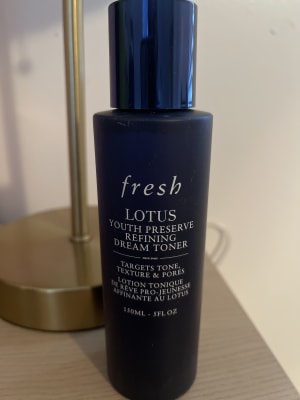 fresh
LOTUS
YOUTH PRESERVE
REFINING
DREAM TONER
TARGETS TONE,
TEXTURE & PORES
LOTION TONIQUE
DE RÊVE PRO-JEUNESSE
AFFINANTE AU LOTUS
150ML - 5FL OZ